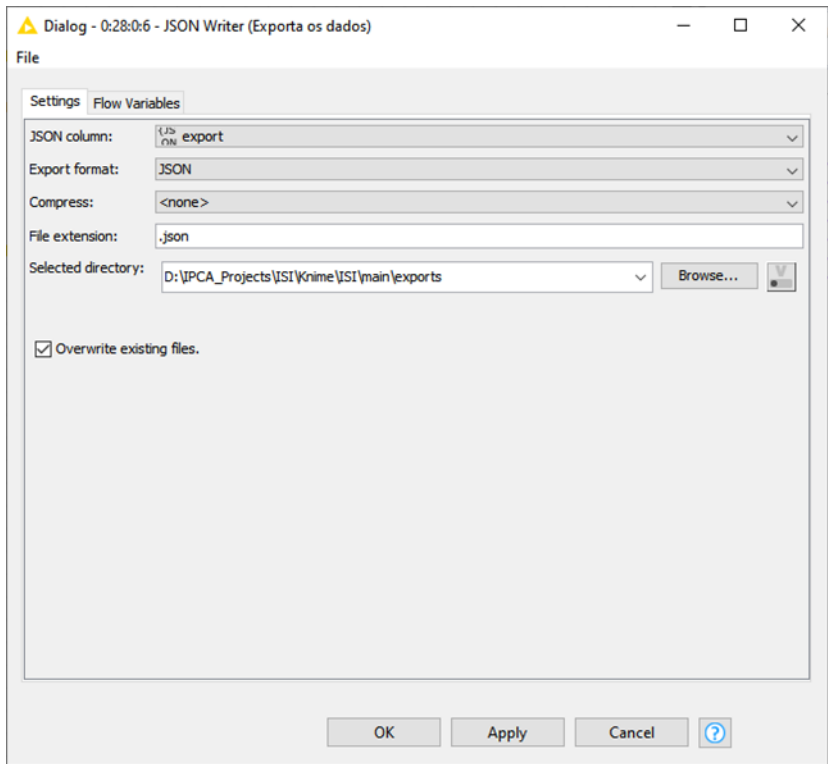 Dialog - 0:28:0:6 - JSON Writer (Exporta os dados)
File
Settings Flow Variables
JSON column: {JS ON export
Export format: JSON
Compress: <none>
File extension: .json
Selected directory: D:\IPCA_Projects\ISI\Knime\ISI\main\exports Browse... V
Overwrite existing files.
OK Apply Cancel ?